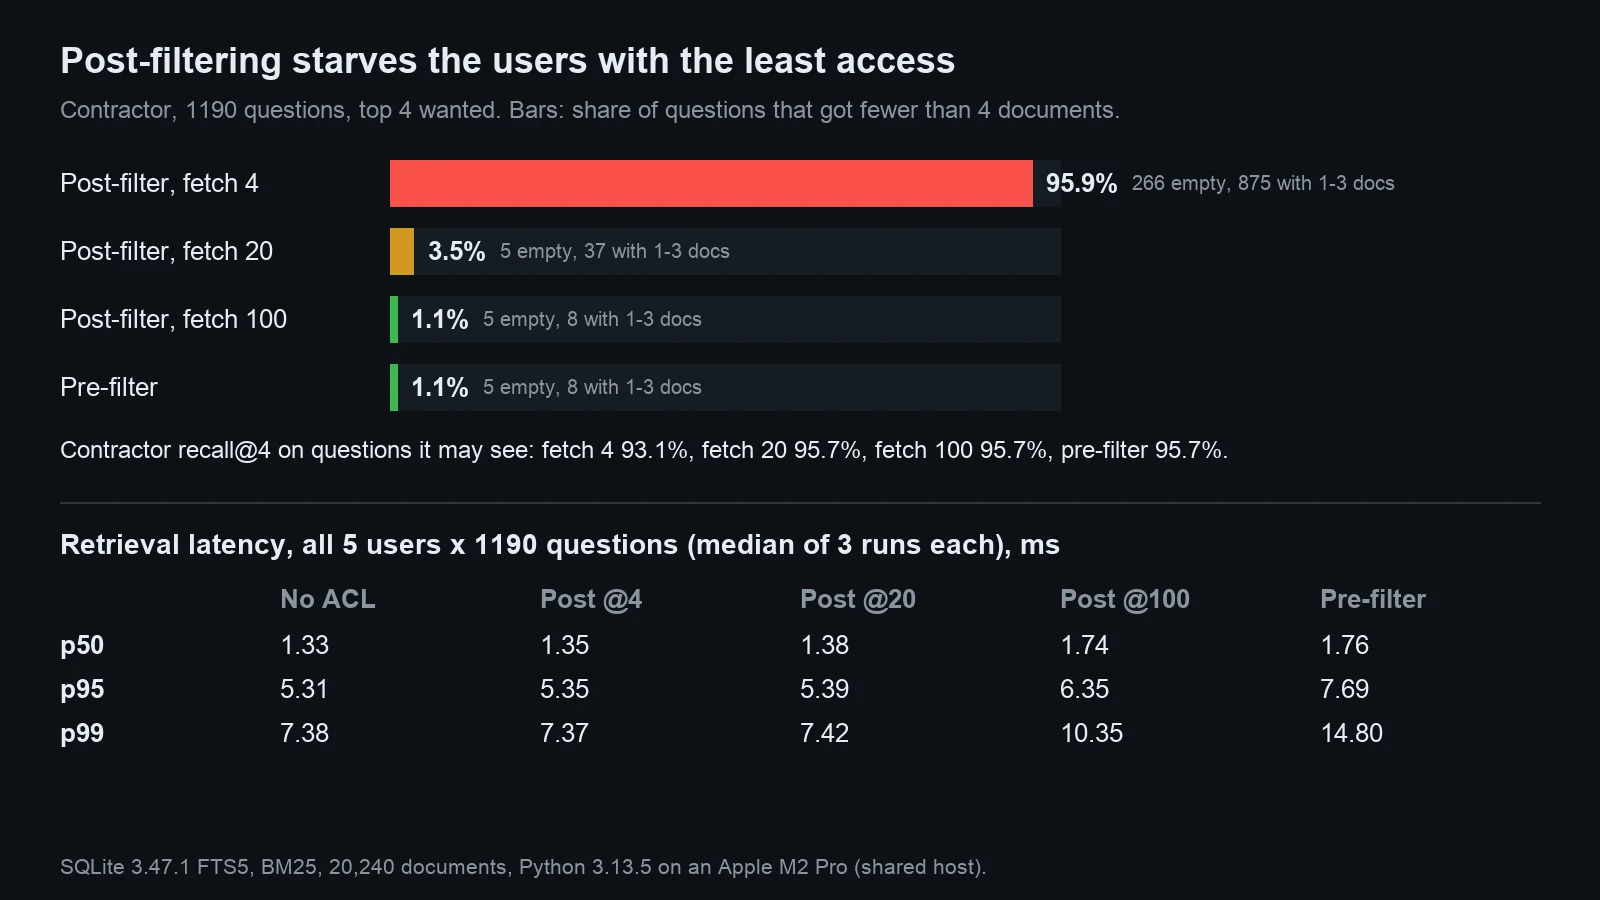 Post-filtering starves the users with the least access
Contractor, 1190 questions, top 4 wanted. Bars: share of questions that got fewer than 4 documents.
Post-filter, fetch 4 95.9% 266 empty, 875 with 1-3 docs
Post-filter, fetch 20 3.5% 5 empty, 37 with 1-3 docs
Post-filter, fetch 100 1.1% 5 empty, 8 with 1-3 docs
Pre-filter 1.1% 5 empty, 8 with 1-3 docs
Contractor recall@4 on questions it may see: fetch 4 93.1%, fetch 20 95.7%, fetch 100 95.7%, pre-filter 95.7%.
Retrieval latency, all 5 users x 1190 questions (median of 3 runs each), ms
No ACL Post @4 Post @20 Post @100 Pre-filter
p50 1.33 1.35 1.38 1.74 1.76
p95 5.31 5.35 5.39 6.35 7.69
p99 7.38 7.37 7.42 10.35 14.80
SQLite 3.47.1 FTS5, BM25, 20,240 documents, Python 3.13.5 on an Apple M2 Pro (shared host).